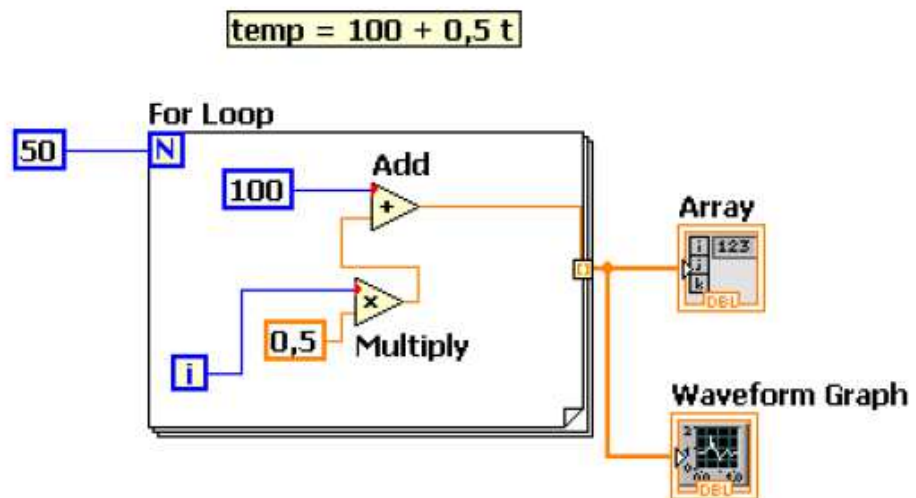 temp = 100 + 0,5 t
For Loop
50
N
100
Add
+
Array
i 123
j
k
DBL
×
0,5
Multiply
i
Waveform Graph
DBL